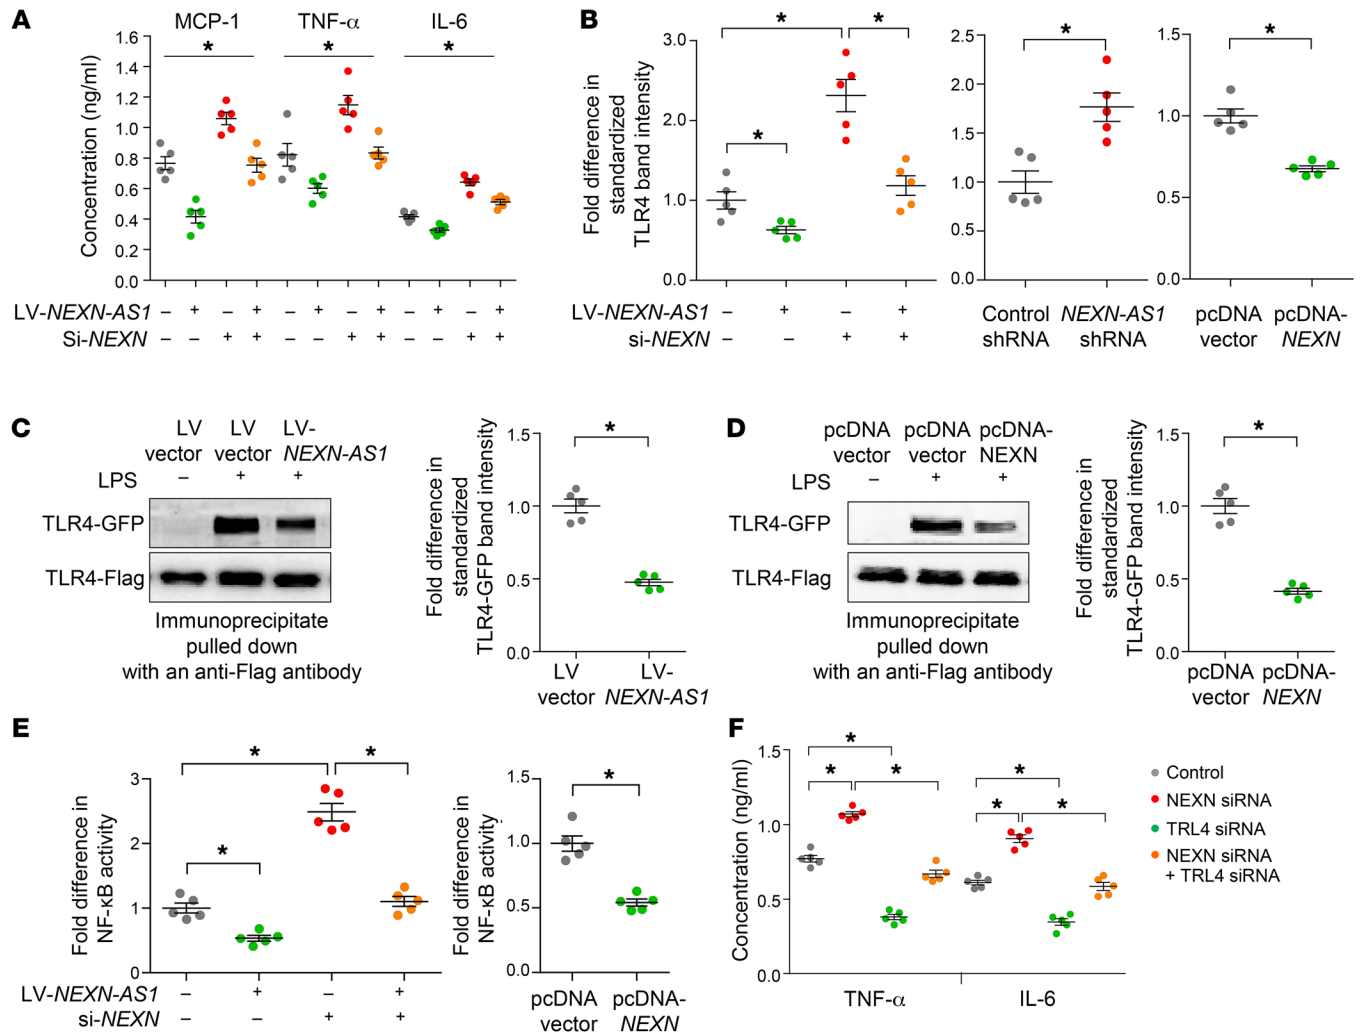 A
MCP-1 TNF-α IL-6
* * *
Concentration (ng/ml)
1.6
1.4
1.2
1.0
0.8
0.6
0.4
0.2
0.0
LV-NEXN-AS1 – + – + – + – + – + – +
Si-NEXN – – + + – – + + – – + +
B
Fold difference in
standardized
TLR4 band intensity
3.0
2.0
1.0
0.0
* * *
LV-NEXN-AS1 – + – +
si-NEXN – – + +
2.5
2.0
1.5
1.0
0.5
0.0
*
Control
shRNA
NEXN-AS1
shRNA
1.5
1.0
0.5
0.0
*
pcDNA
vector
pcDNA-
NEXN
C
LV
vector
LV
vector
LV-
NEXN-AS1
LPS – + +
TLR4-GFP
TLR4-Flag
Immunoprecipitate
pulled down
with an anti-Flag antibody
Fold difference in
standardized
TLR4-GFP band intensity
1.5
1.0
0.5
0.0
*
LV
vector
LV-
NEXN-AS1
D
pcDNA
vector
pcDNA
vector
pcDNA-
NEXN
LPS – + +
TLR4-GFP
TLR4-Flag
Immunoprecipitate
pulled down
with an anti-Flag antibody
Fold difference in
standardized
TLR4-GFP band intensity
1.5
1.0
0.5
0.0
*
pcDNA
vector
pcDNA-
NEXN
E
Fold difference in
NF-κB activity
3
2
1
0
* * *
LV-NEXN-AS1 – + – +
si-NEXN – – + +
Fold difference in
NF-κB activity
1.5
1.0
0.5
0.0
*
pcDNA
vector
pcDNA-
NEXN
F
Concentration (ng/ml)
1.5
1.0
0.5
0.0
* * *
* * *
TNF-α IL-6
Control
NEXN siRNA
TRL4 siRNA
NEXN siRNA
+ TRL4 siRNA